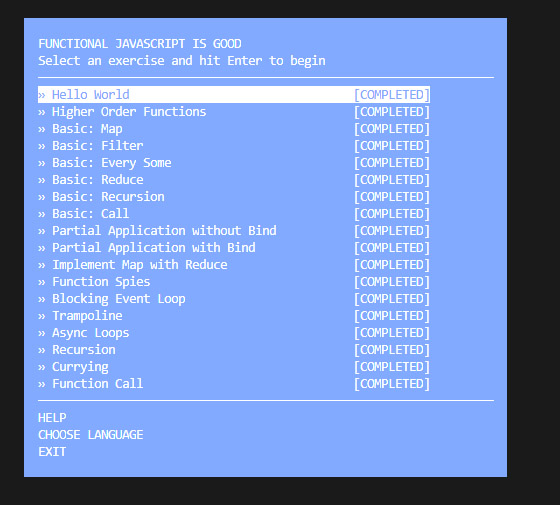 FUNCTIONAL JAVASCRIPT IS GOOD
Select an exercise and hit Enter to begin
» Hello World [COMPLETED]
» Higher Order Functions [COMPLETED]
» Basic: Map [COMPLETED]
» Basic: Filter [COMPLETED]
» Basic: Every Some [COMPLETED]
» Basic: Reduce [COMPLETED]
» Basic: Recursion [COMPLETED]
» Basic: Call [COMPLETED]
» Partial Application without Bind [COMPLETED]
» Partial Application with Bind [COMPLETED]
» Implement Map with Reduce [COMPLETED]
» Function Spies [COMPLETED]
» Blocking Event Loop [COMPLETED]
» Trampoline [COMPLETED]
» Async Loops [COMPLETED]
» Recursion [COMPLETED]
» Currying [COMPLETED]
» Function Call [COMPLETED]
HELP
CHOOSE LANGUAGE
EXIT